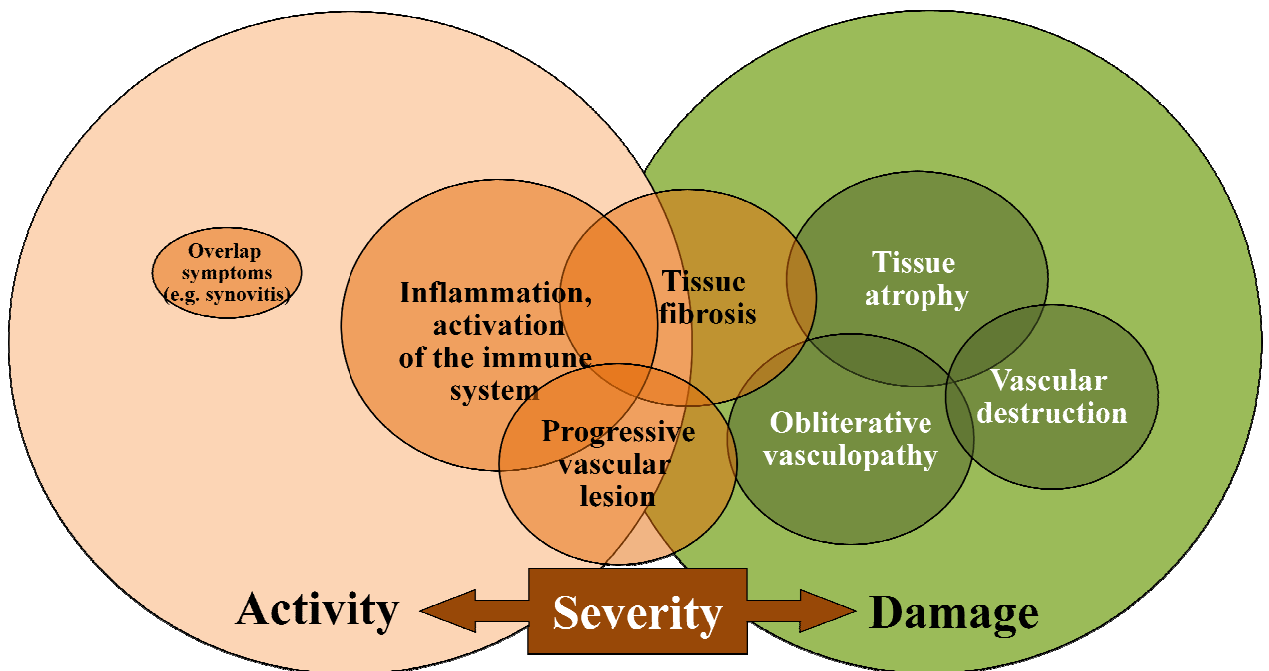 Overlap
symptoms
(e.g. synovitis)
Inflammation,
activation
of the immune
system
Tissue
fibrosis
Progressive
vascular
lesion
Tissue
atrophy
Vascular
destruction
Obliterative
vasculopathy
Activity
Severity
Damage